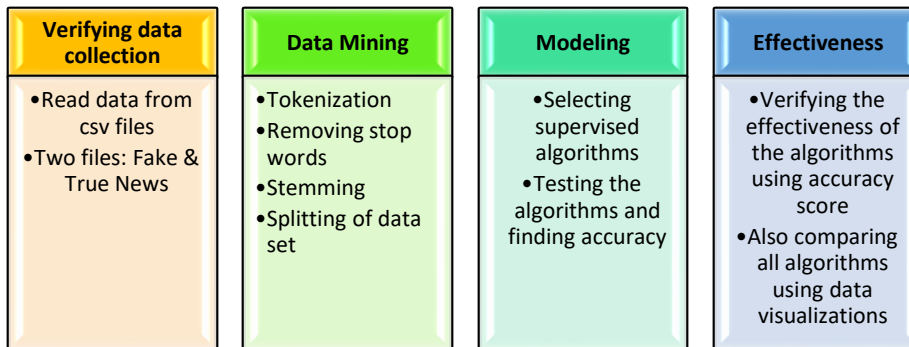 Verifying data
collection
•Read data from
csv files
•Two files: Fake &
True News
Data Mining
•Tokenization
•Removing stop
words
•Stemming
•Splitting of data
set
Modeling
•Selecting
supervised
algorithms
•Testing the
algorithms and
finding accuracy
Effectiveness
•Verifying the
effectiveness of
the algorithms
using accuracy
score
•Also comparing
all algorithms
using data
visualizations